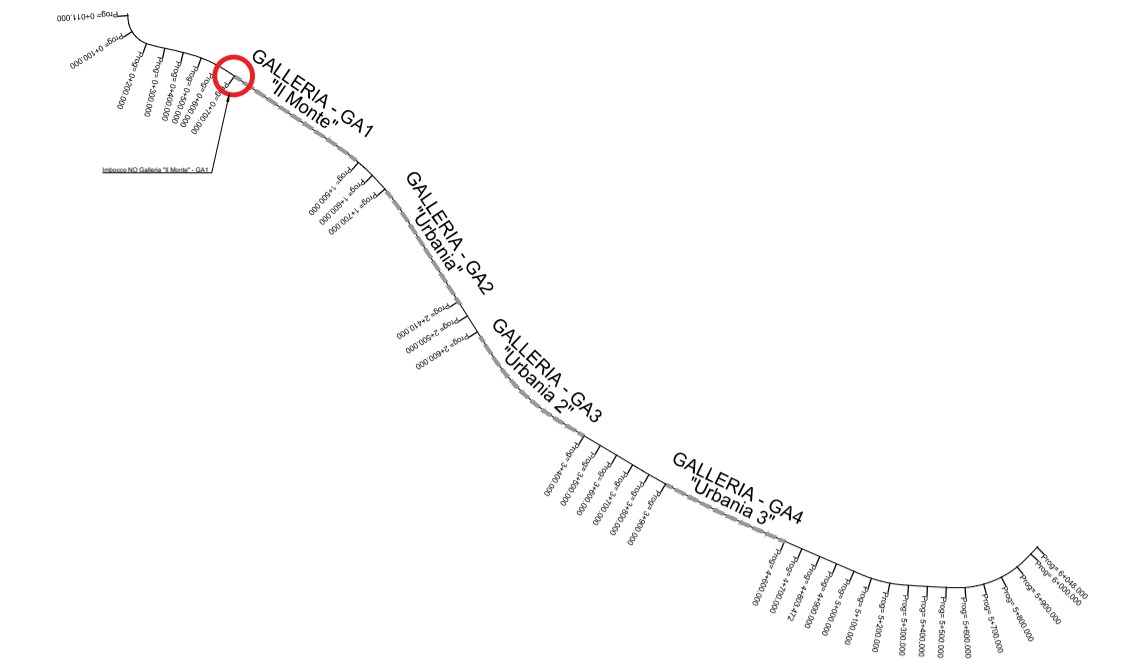 Prog= 0+011.000
Prog= 0+100.000
Prog= 0+200.000
Prog= 0+300.000
Prog= 0+400.000
Prog= 0+500.000
Prog= 0+600.000
Prog= 0+700.000
Imbocco NO Galleria "Il Monte" - GA1
GALLERIA - GA1
"Il Monte"
Prog= 1+500.000
Prog= 1+600.000
Prog= 1+700.000
GALLERIA - GA2
"Urbania"
Prog= 2+410.000
Prog= 2+500.000
Prog= 2+600.000
GALLERIA - GA3
"Urbania 2"
Prog= 3+400.000
Prog= 3+500.000
Prog= 3+600.000
Prog= 3+700.000
Prog= 3+800.000
Prog= 3+900.000
GALLERIA - GA4
"Urbania 3"
Prog= 4+600.000
Prog= 4+700.000
Prog= 4+803.472
Prog= 4+900.000
Prog= 5+000.000
Prog= 5+100.000
Prog= 5+200.000
Prog= 5+300.000
Prog= 5+400.000
Prog= 5+500.000
Prog= 5+600.000
Prog= 5+700.000
Prog= 5+800.000
Prog= 5+900.000
Prog= 6+000.000
Prog= 6+048.000